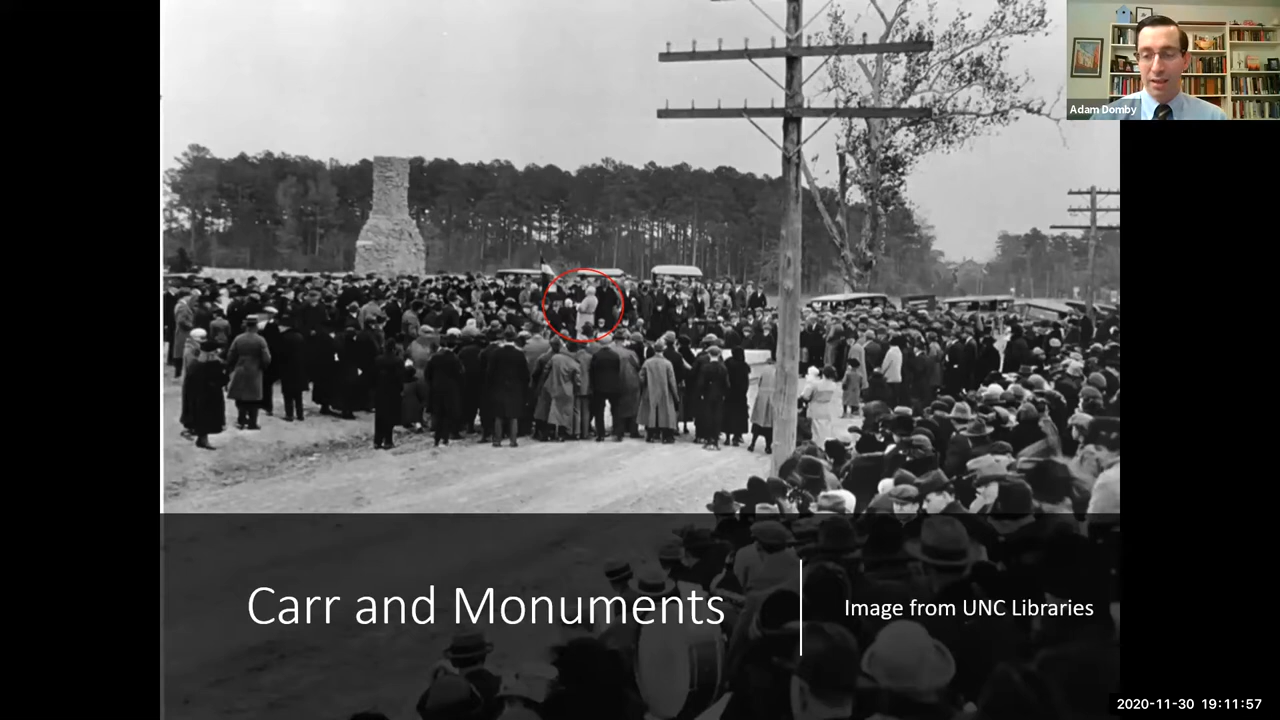 Adam Domby
Carr and Monuments
Image from UNC Libraries
2020-11-30 19:11:57